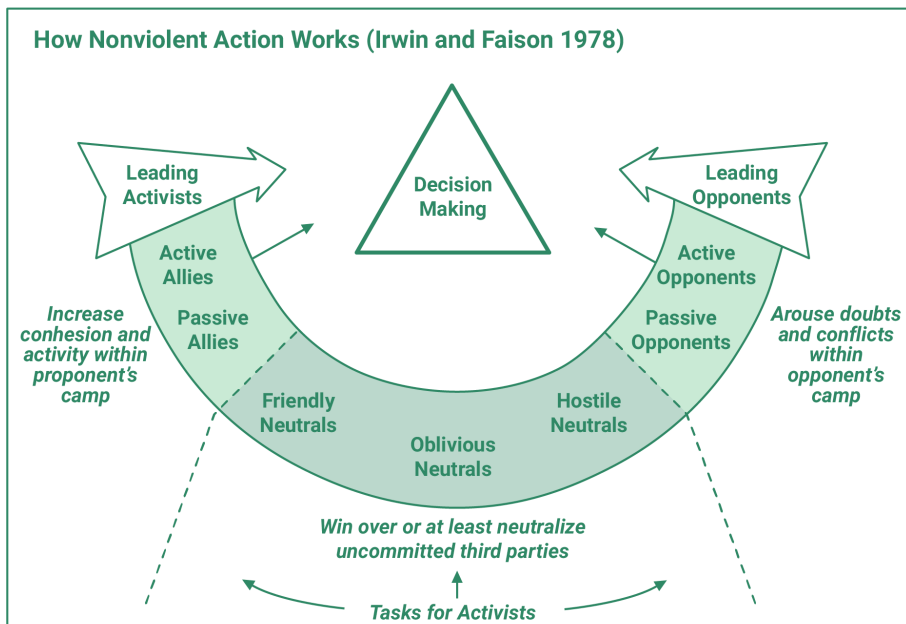 How Nonviolent Action Works (Irwin and Faison 1978)
Leading
Activists
Decision
Making
Leading
Opponents
Active
Allies
Active
Opponents
Passive
Allies
Passive
Opponents
Increase
conhesion and
activity within
proponent's
camp
Arouse doubts
and conflicts
within
opponent's
camp
Friendly
Neutrals
Oblivious
Neutrals
Hostile
Neutrals
Win over or at least neutralize
uncommitted third parties
Tasks for Activists